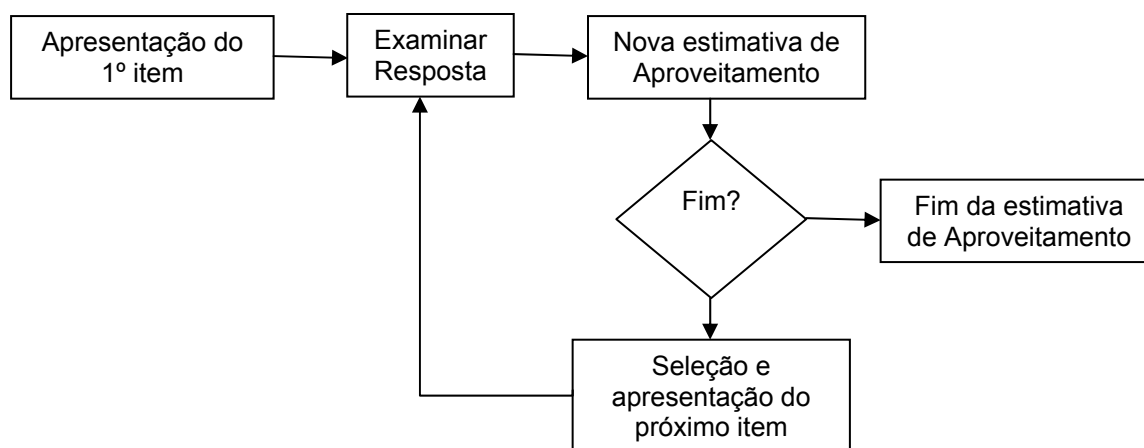 Apresentação do
1º item
Examinar
Resposta
Nova estimativa de
Aproveitamento
Fim?
Fim da estimativa
de Aproveitamento
Seleção e
apresentação do
próximo item